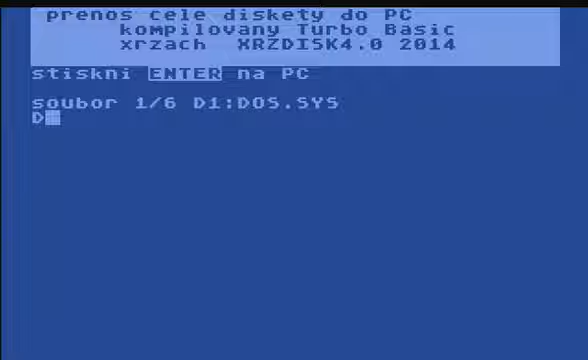 prenos cele diskety do PC
kompilovany Turbo Basic
xrzach XRZDISK4.0 2014
stiskni ENTER na PC
soubor 1/6 D1:DOS.SYS
D